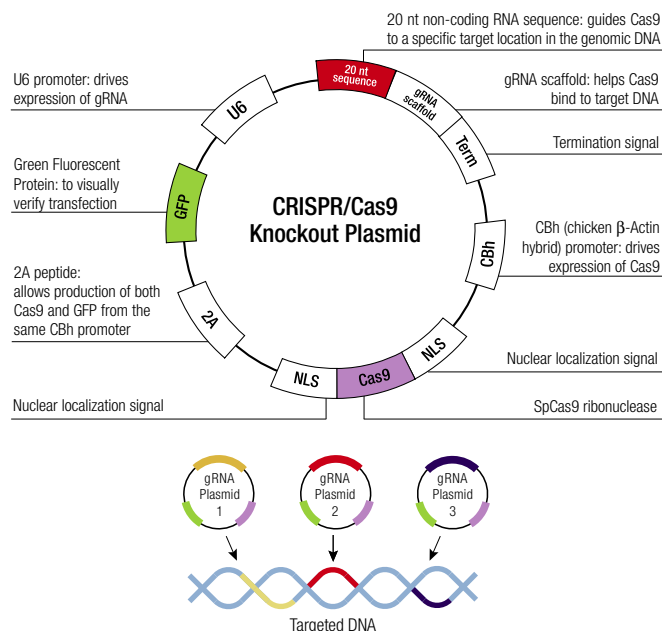 20 nt non-coding RNA sequence: guides Cas9
to a specific target location in the genomic DNA
U6 promoter: drives
expression of gRNA
gRNA scaffold: helps Cas9
bind to target DNA
Termination signal
Green Fluorescent
Protein: to visually
verify transfection
CBh (chicken β-Actin
hybrid) promoter: drives
expression of Cas9
2A peptide:
allows production of both
Cas9 and GFP from the
same CBh promoter
Nuclear localization signal
Nuclear localization signal
SpCas9 ribonuclease
CRISPR/Cas9
Knockout Plasmid
20 nt
sequence
gRNA
scaffold
Term
CBh
NLS
Cas9
NLS
2A
GFP
U6
gRNA
Plasmid
1
gRNA
Plasmid
2
gRNA
Plasmid
3
Targeted DNA